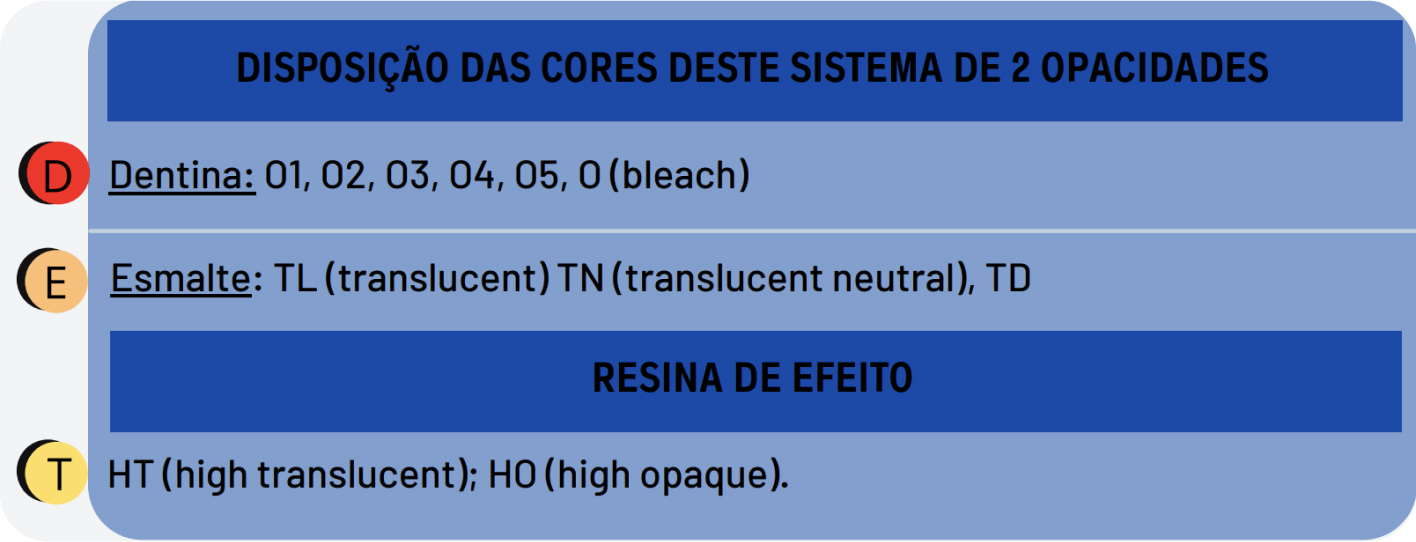 DISPOSIÇÃO DAS CORES DESTE SISTEMA DE 2 OPACIDADES
D Dentina: O1, O2, O3, O4, O5, O (bleach)
E Esmalte: TL (translucent) TN (translucent neutral), TD
RESINA DE EFEITO
T HT (high translucent); HO (high opaque).